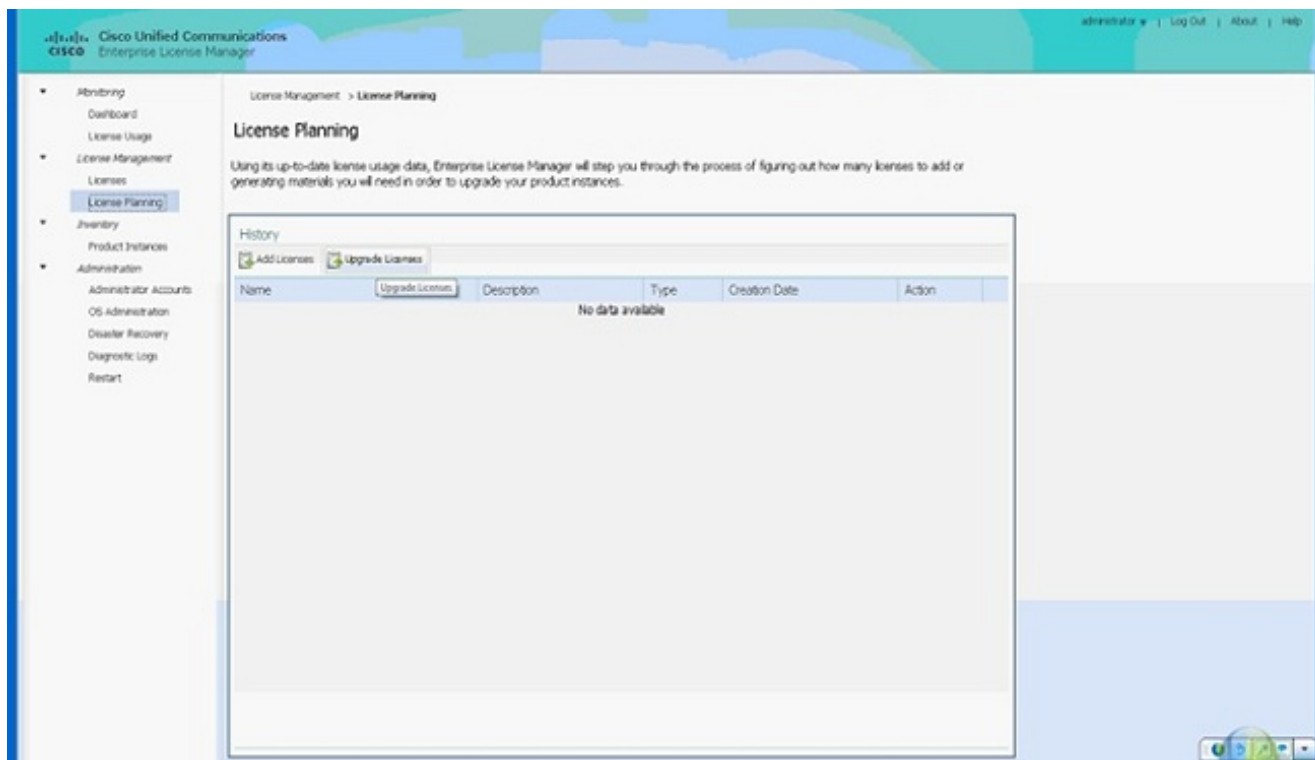 Cisco Unified Communications
CISCO Enterprise License Manager
administrator | Log Out | About | Help
Monitoring
Dashboard
License Usage
License Management
Licenses
License Planning
Inventory
Product Instances
Administration
Administrator Accounts
OS Administration
Disaster Recovery
Diagnostic Logs
Restart
License Management > License Planning
License Planning
Using its up-to-date license usage data, Enterprise License Manager will step you through the process of figuring out how many licenses to add or
generating materials you will need in order to upgrade your product instances.
History
Add Licenses Upgrade Licenses
Name Description Type Creation Date Action
Upgrade Licenses
No data available